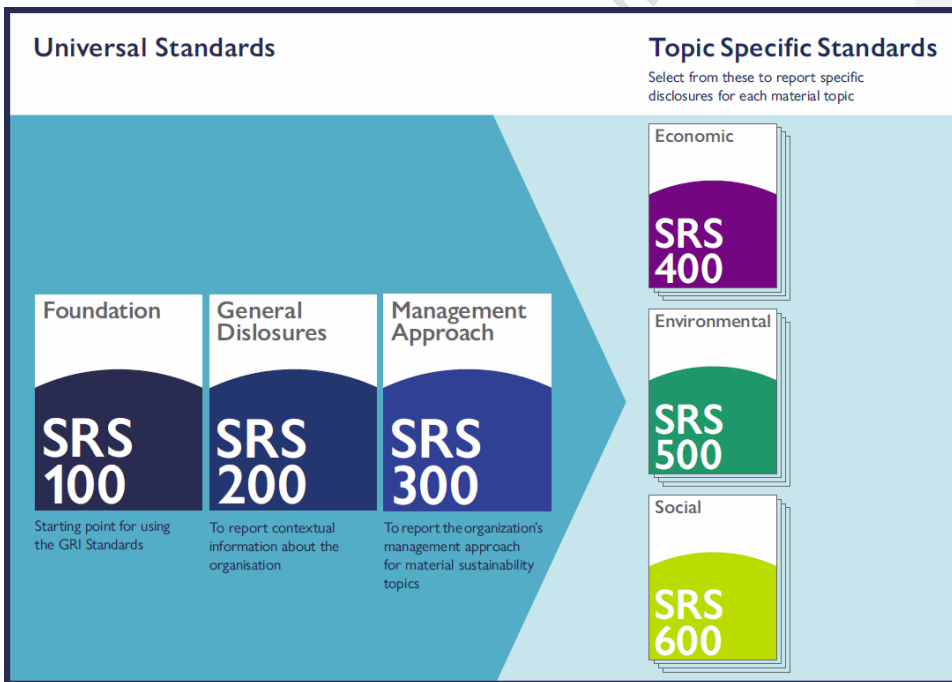 Universal Standards
Topic Specific Standards
Select from these to report specific
disclosures for each material topic
Foundation
SRS
100
Starting point for using
the GRI Standards
General
Dislosures
SRS
200
To report contextual
information about the
organisation
Management
Approach
SRS
300
To report the organization's
management approach
for material sustainability
topics
Economic
SRS
400
Environmental
SRS
500
Social
SRS
600